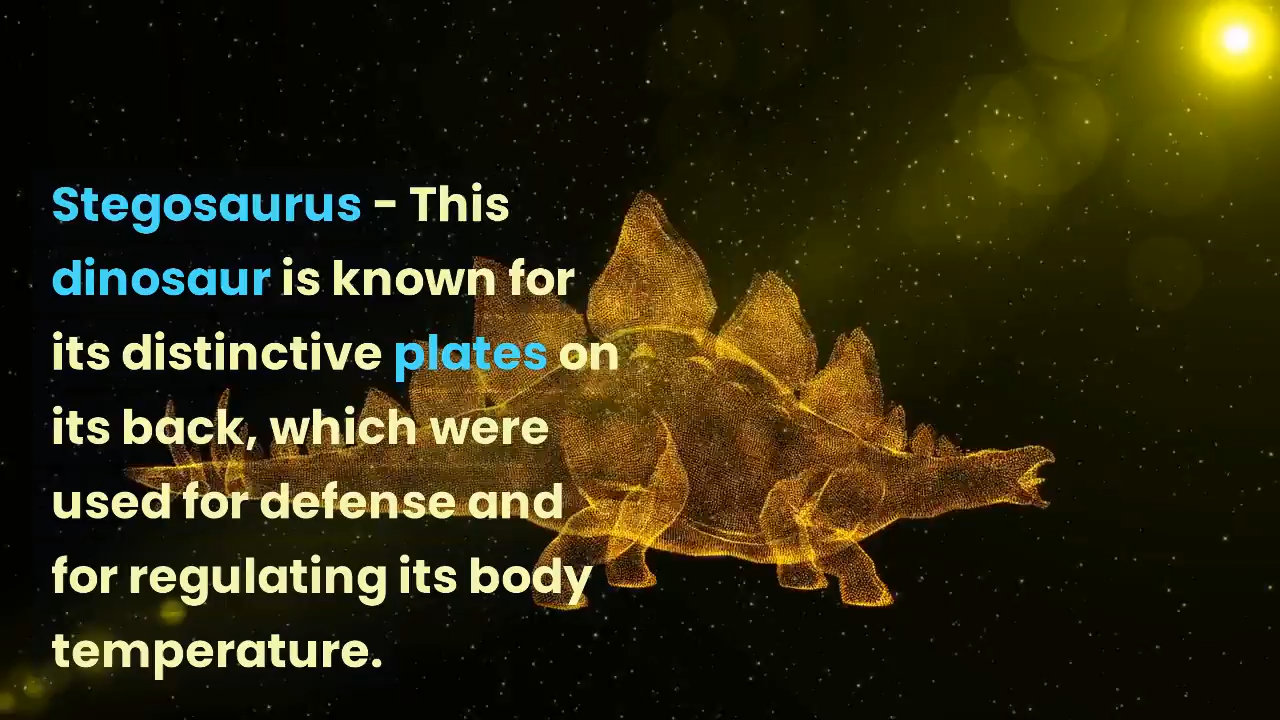 Stegosaurus - This
dinosaur is known for
its distinctive plates on
its back, which were
used for defense and
for regulating its body
temperature.